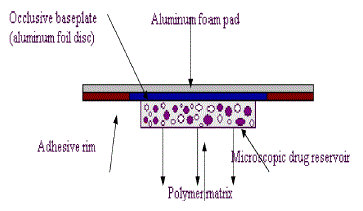 Occlusive baseplate
(aluminum foil disc)
Aluminum foam pad
Adhesive rim
Microscopic drug reservoir
Polymer matrix